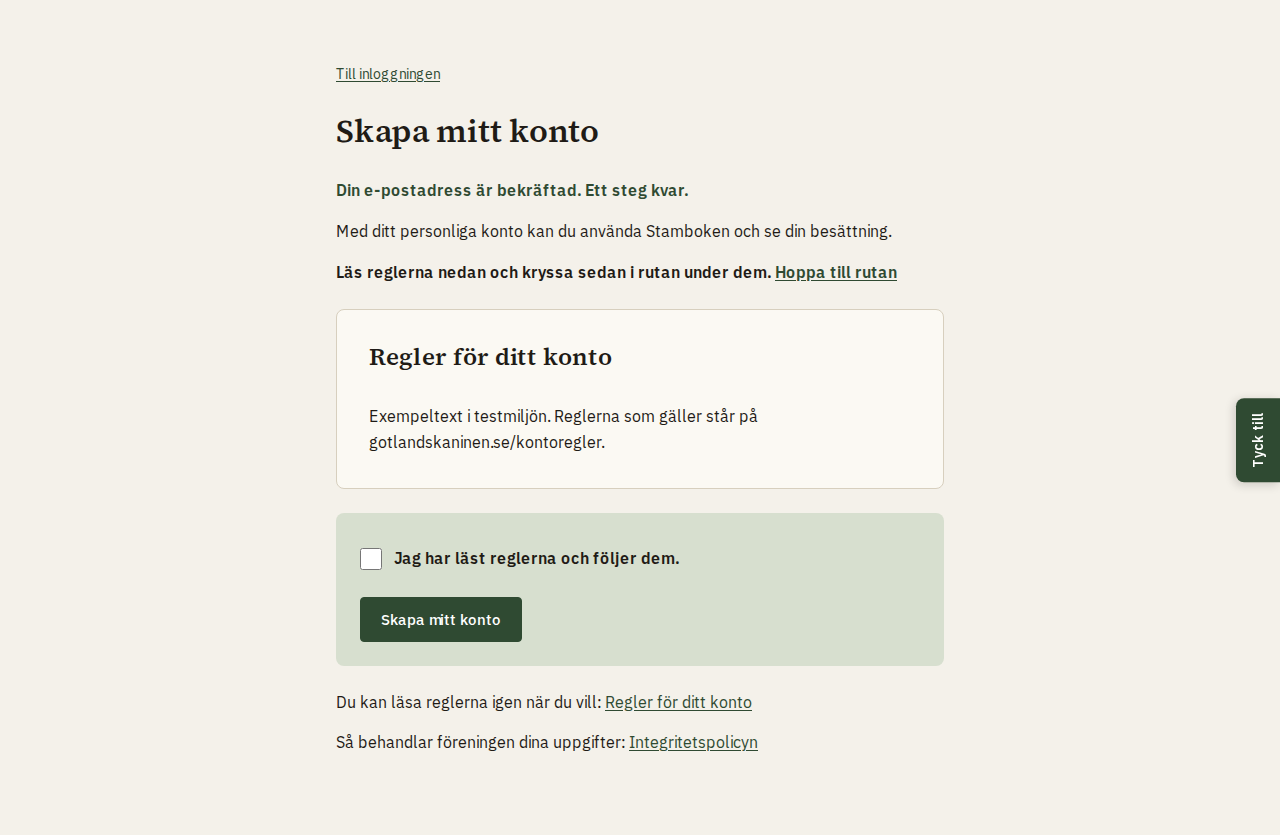 Till inloggningen
Skapa mitt konto
Din e-postadress är bekräftad. Ett steg kvar.
Med ditt personliga konto kan du använda Stamboken och se din besättning.
Läs reglerna nedan och kryssa sedan i rutan under dem. Hoppa till rutan
Regler för ditt konto
Exempeltext i testmiljön. Reglerna som gäller står på
gotlandskaninen.se/kontoregler.
Tyck till
Jag har läst reglerna och följer dem.
Skapa mitt konto
Du kan läsa reglerna igen när du vill: Regler för ditt konto
Så behandlar föreningen dina uppgifter: Integritetspolicyn